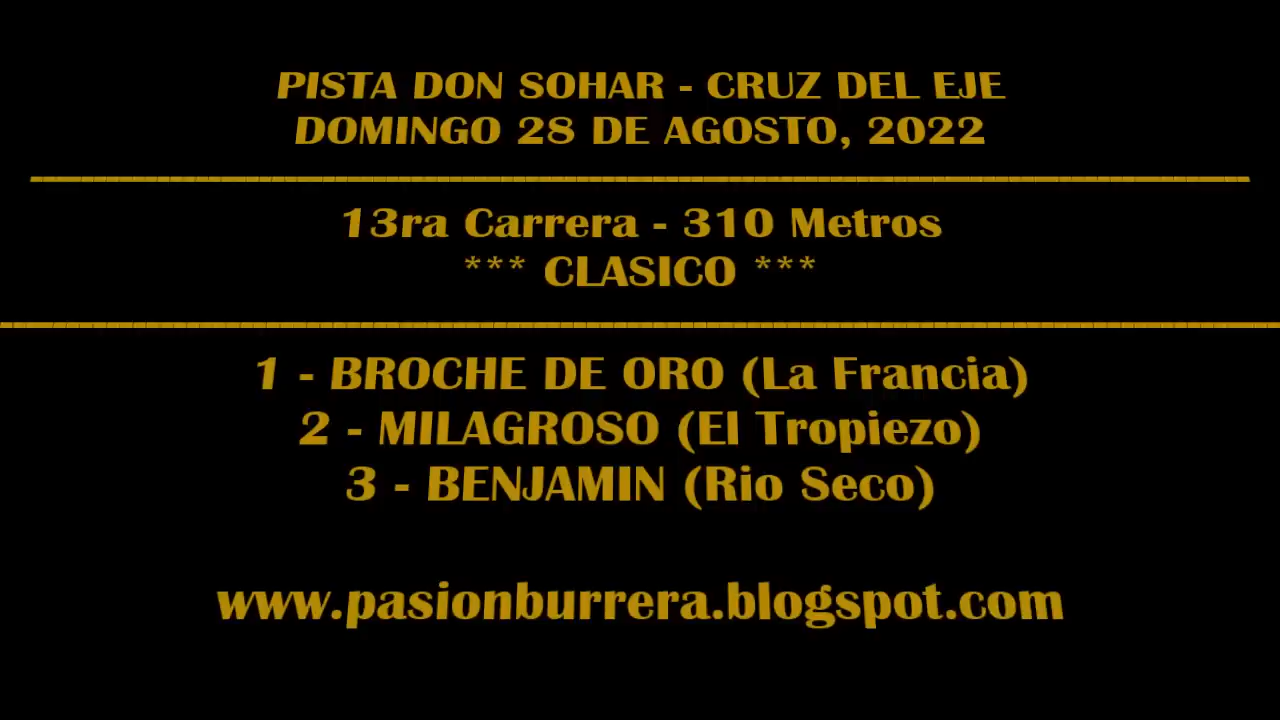 PISTA DON SOHAR - CRUZ DEL EJE
DOMINGO 28 DE AGOSTO, 2022
13ra Carrera - 310 Metros
*** CLASICO ***
1 - BROCHE DE ORO (La Francia)
2 - MILAGROSO (El Tropiezo)
3 - BENJAMIN (Rio Seco)
www.pasionburrera.blogspot.com